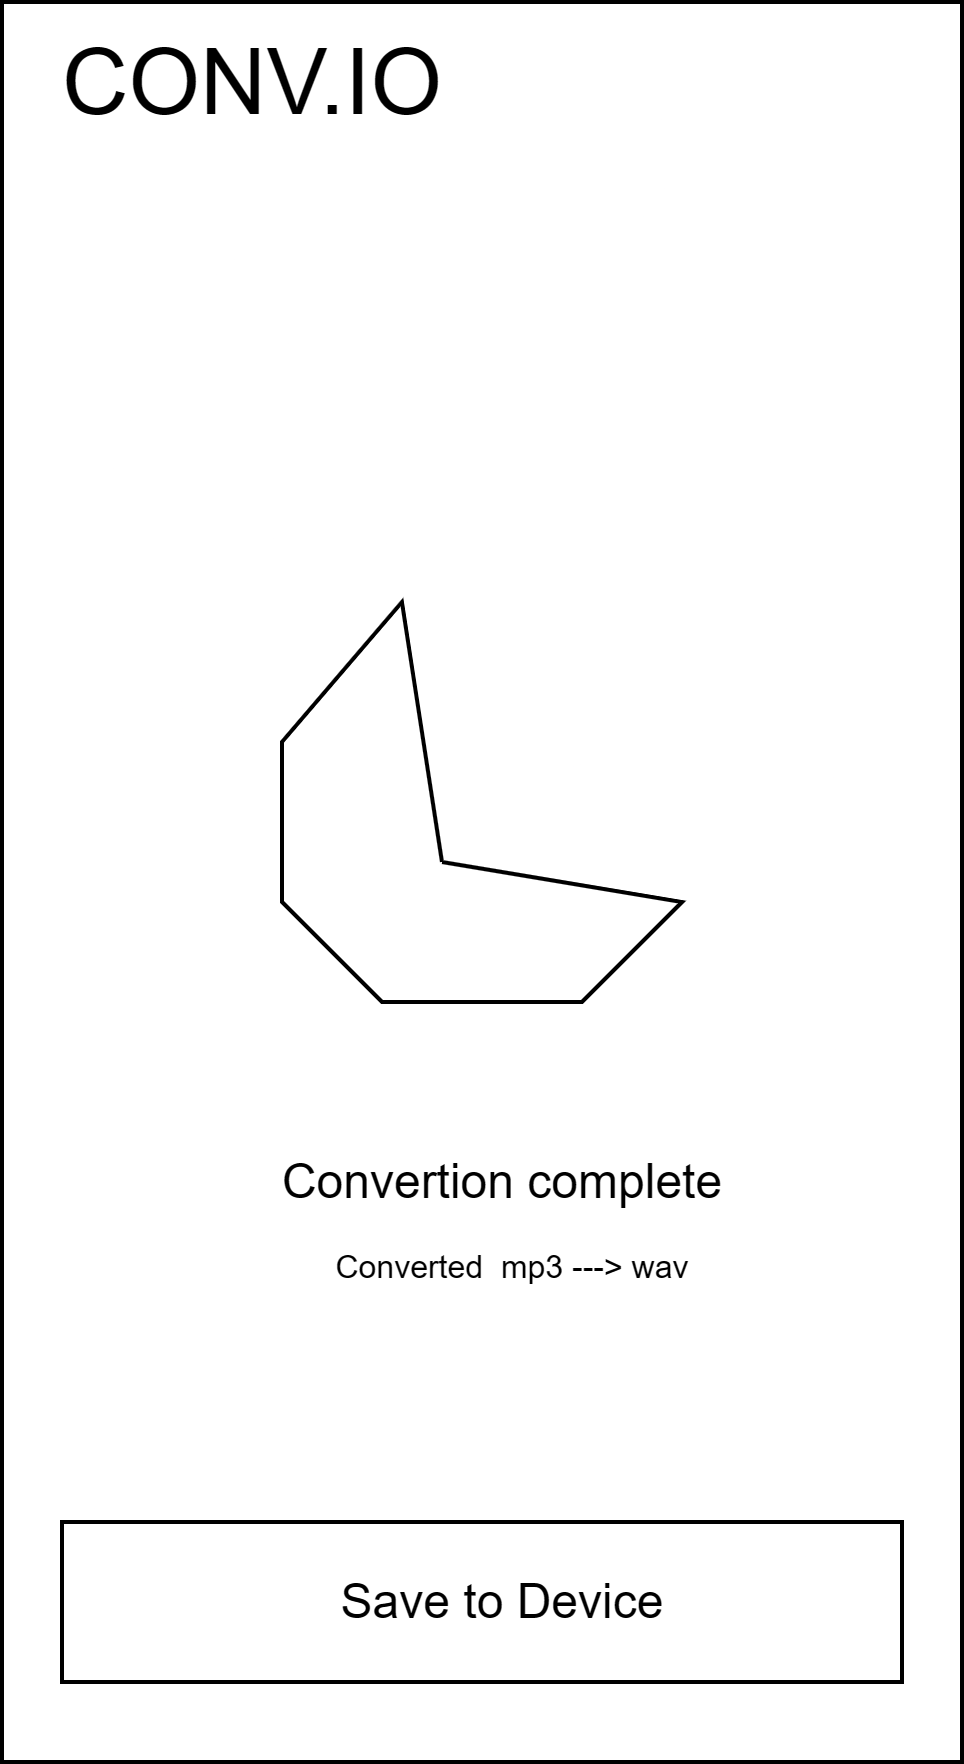 CONV.IO
Convertion complete
Converted  mp3 ---> wav
Save to Device